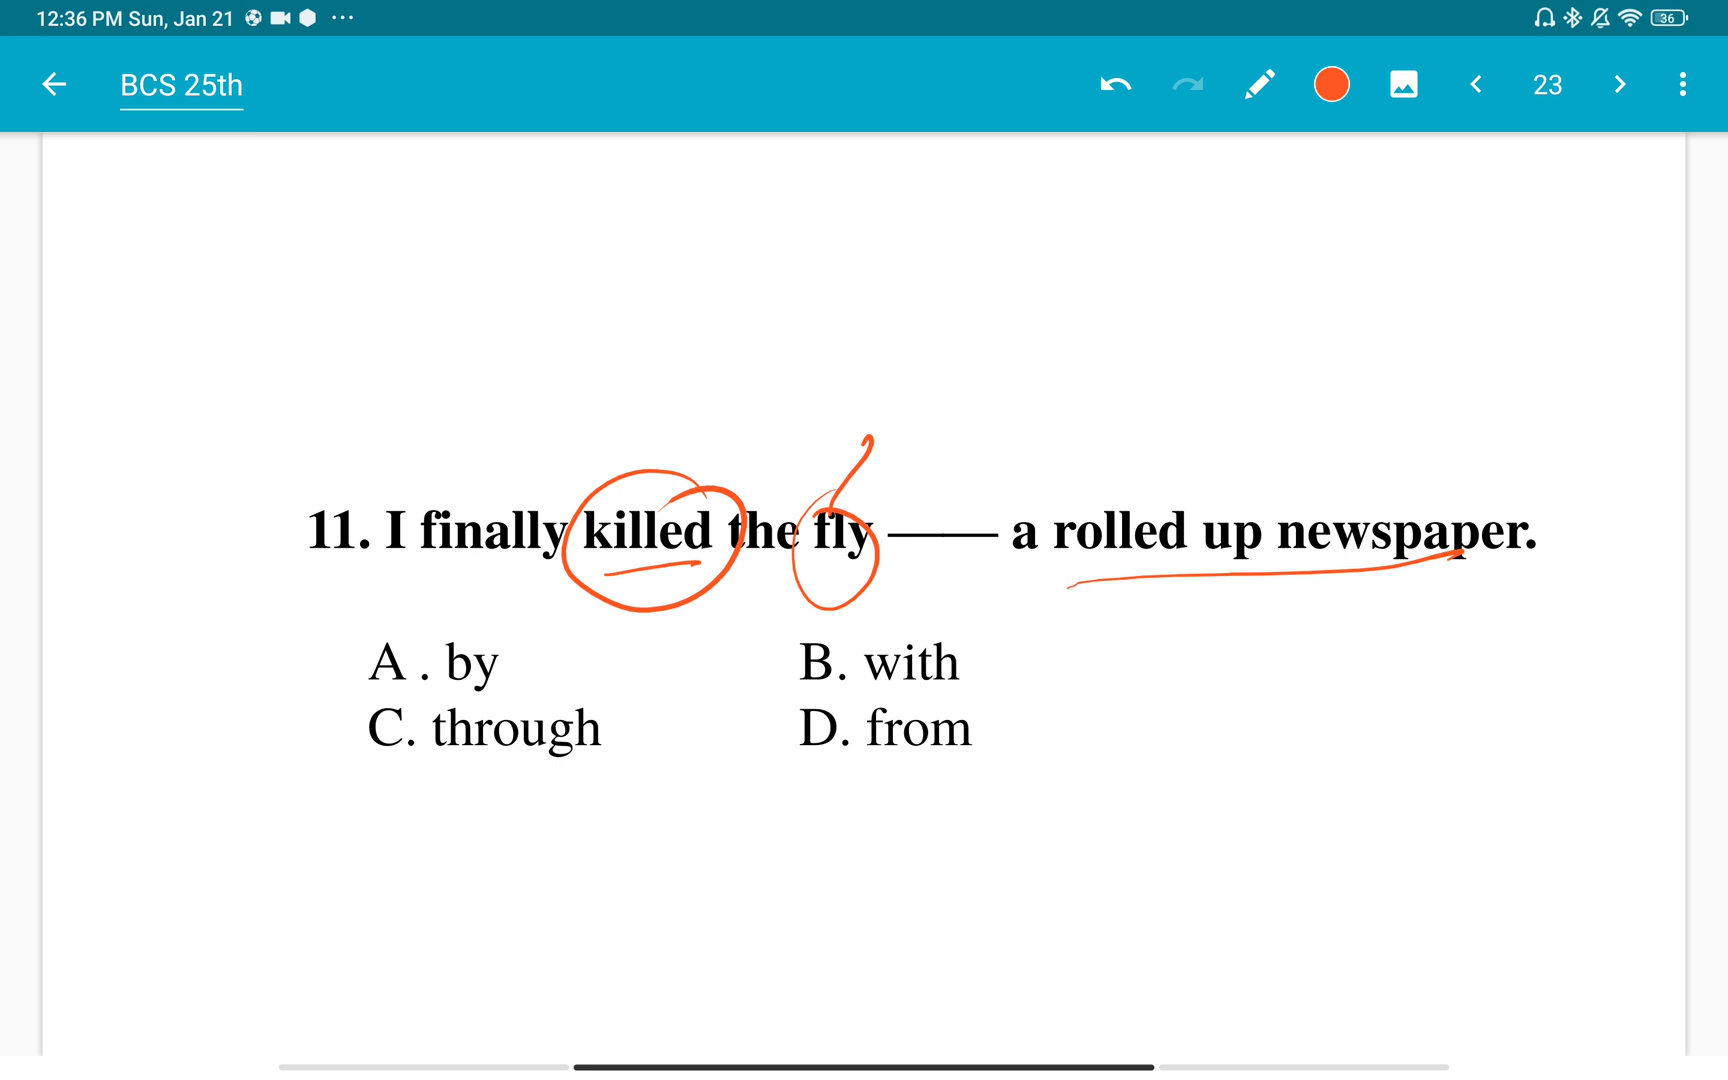 12:36 PM Sun, Jan 21 36
BCS 25th 23
11. I finally killed the fly —— a rolled up newspaper.
A . by B. with
C. through D. from